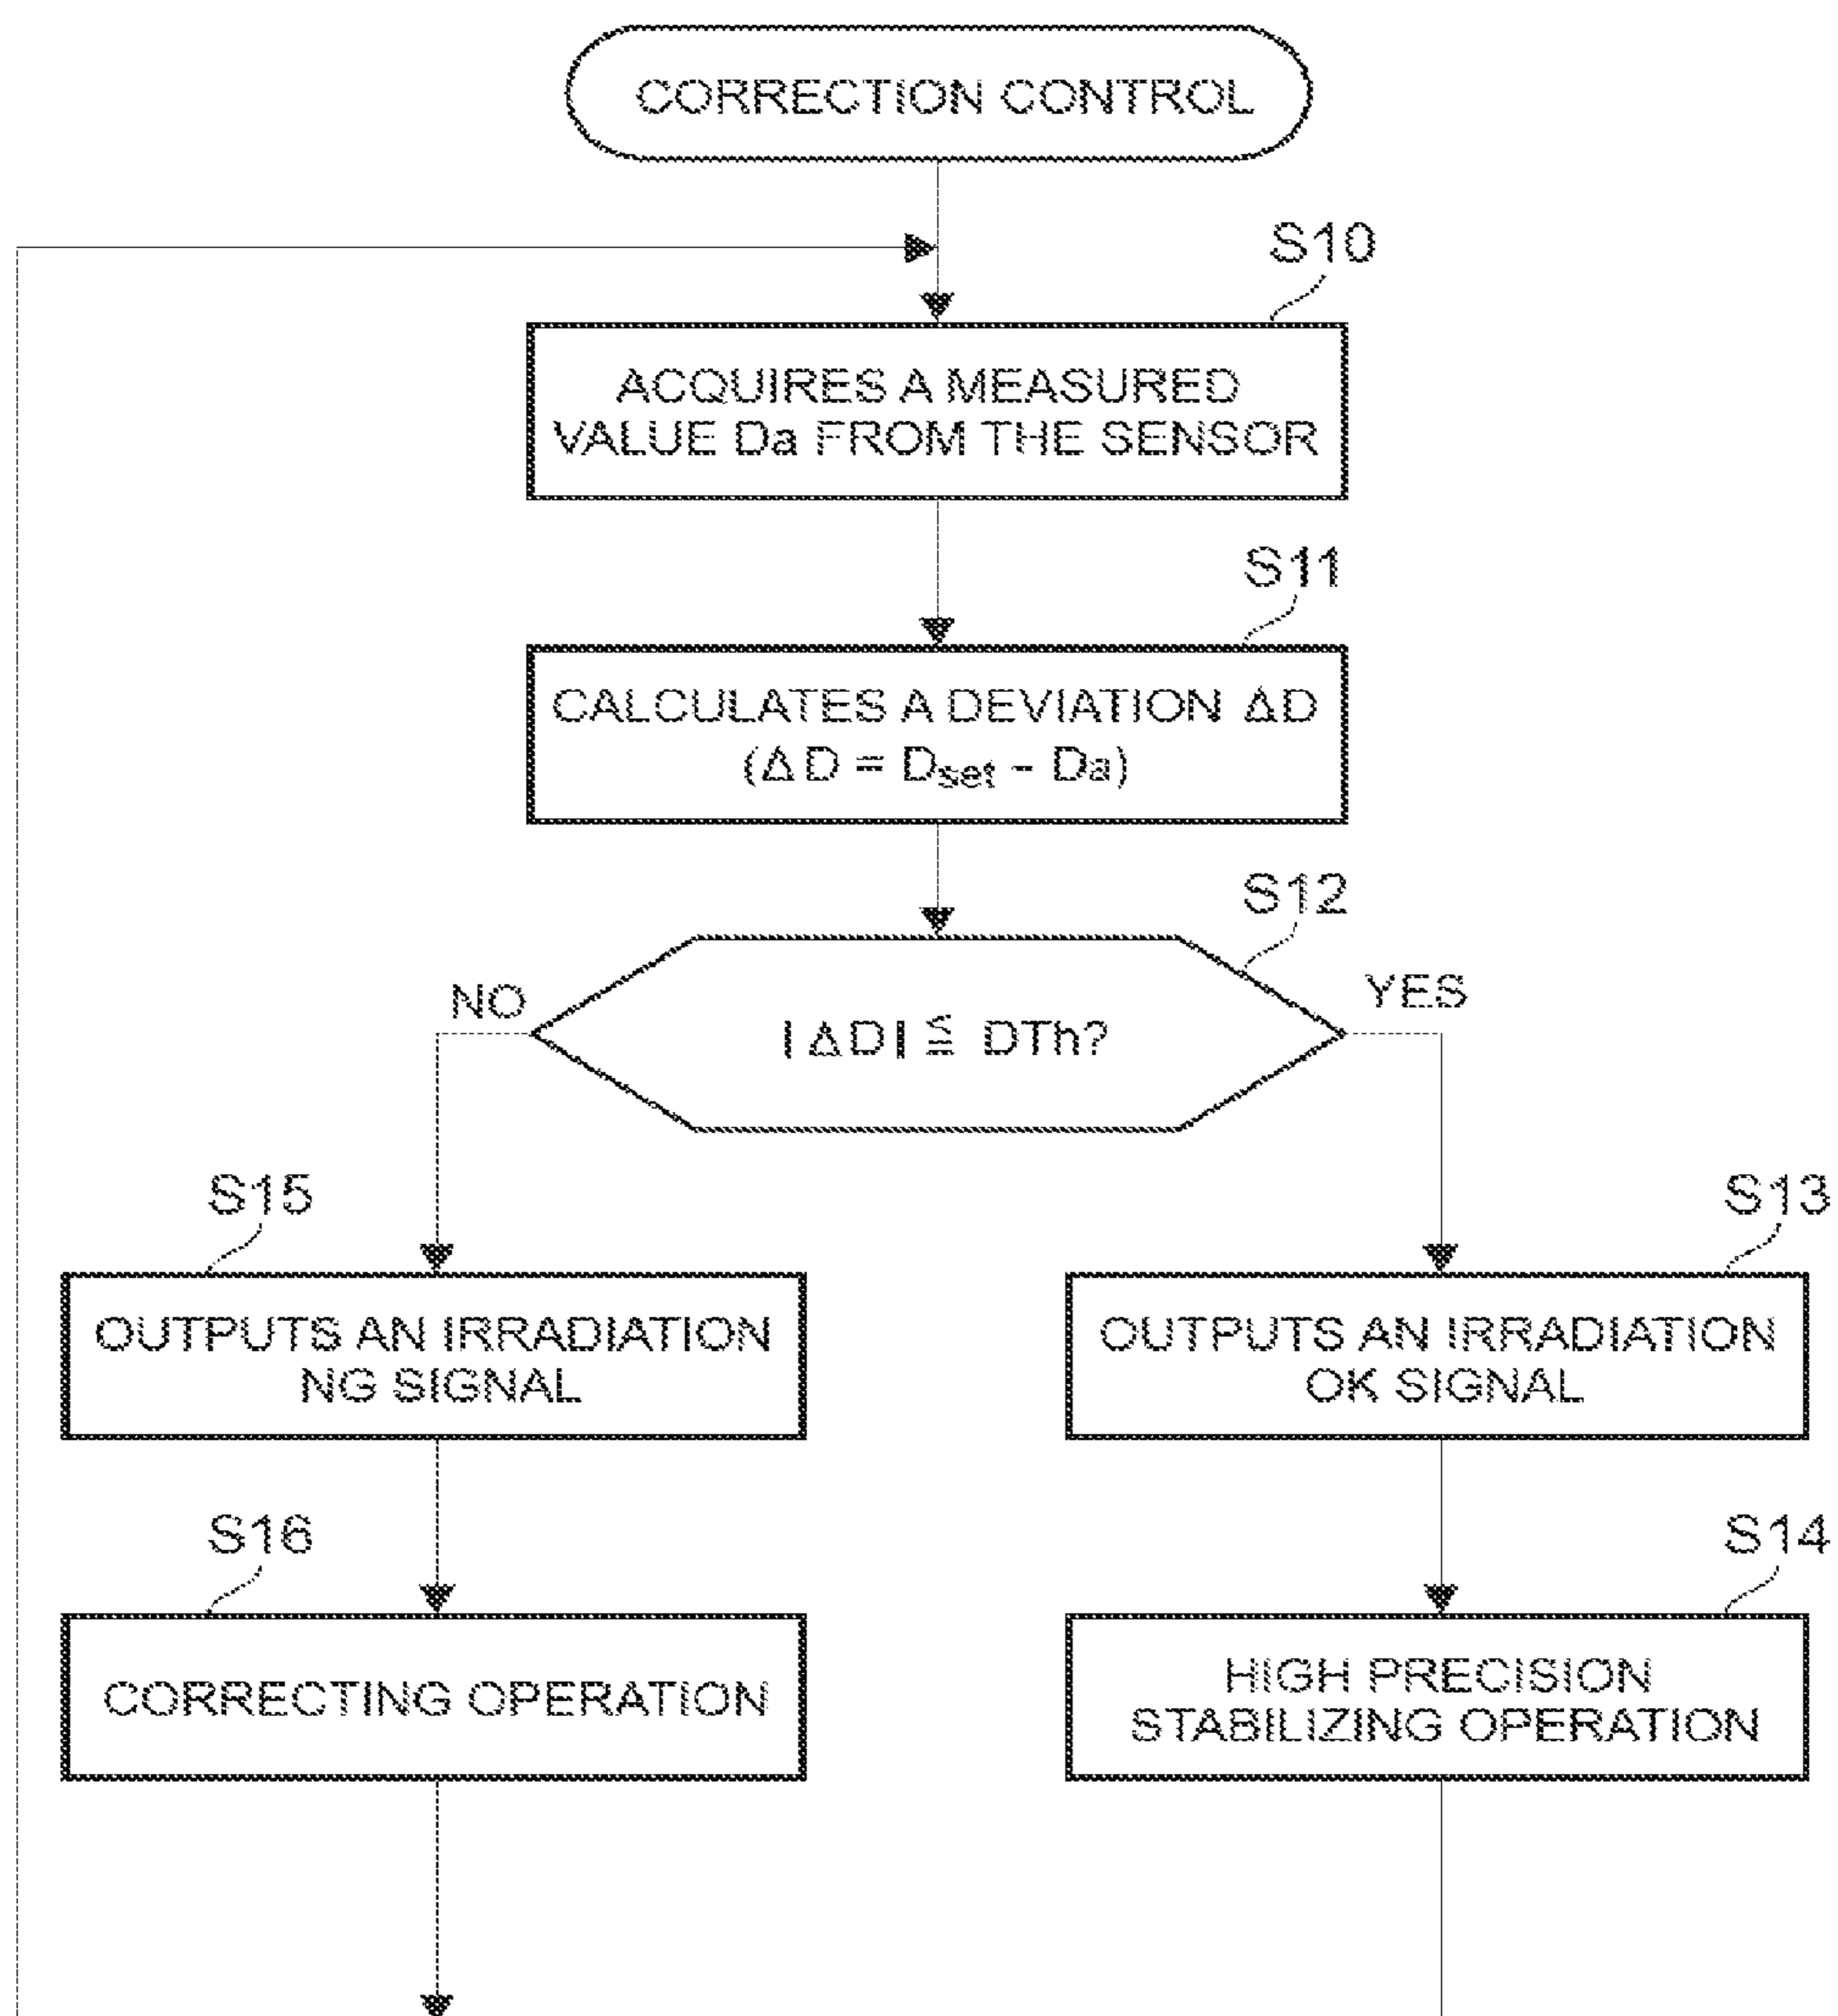 CORRECTION CONTROL
S10
ACQUIRES A MEASURED
VALUE Da FROM THE SENSOR
S11
CALCULATES A DEVIATION ΔD
(ΔD = Dset - Da)
S12
NO
YES
|ΔD| ≦ DTh?
S15
S13
OUTPUTS AN IRRADIATION
NG SIGNAL
OUTPUTS AN IRRADIATION
OK SIGNAL
S16
S14
CORRECTING OPERATION
HIGH PRECISION
STABILIZING OPERATION